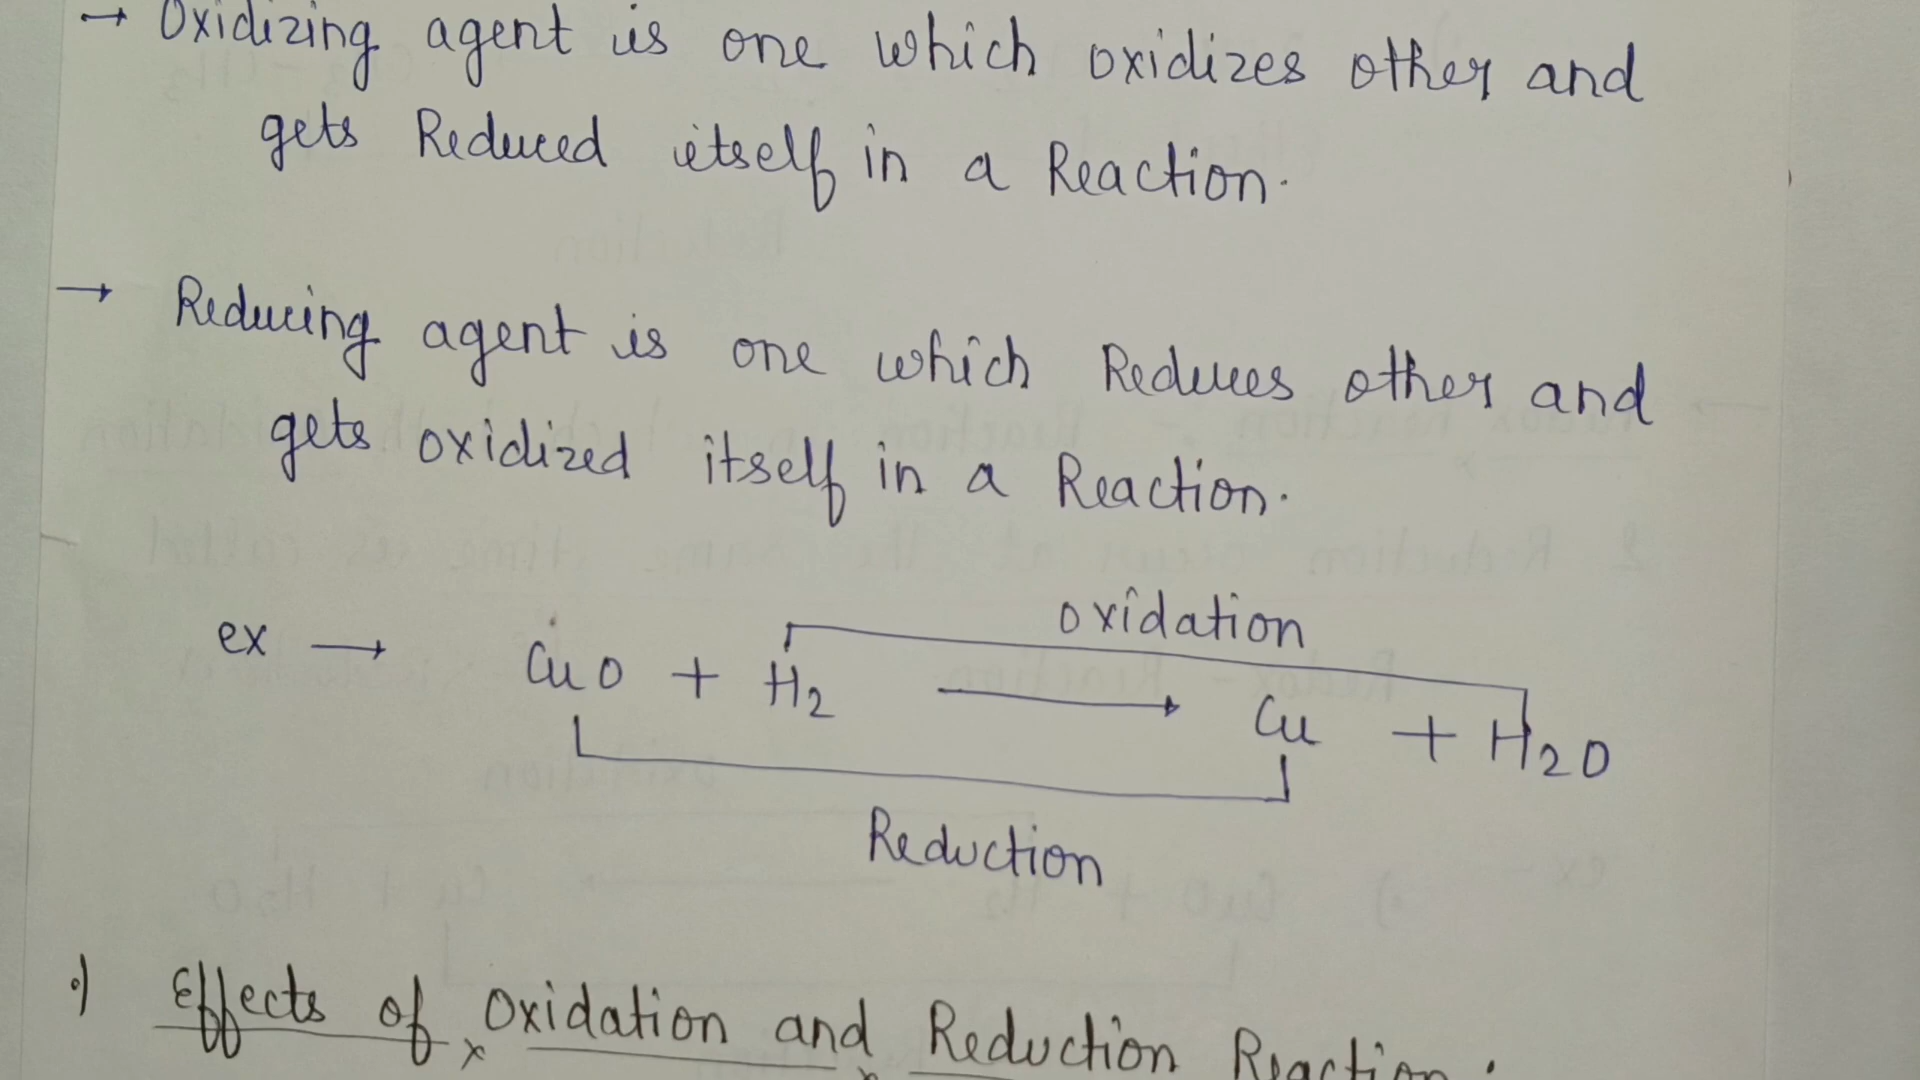 → Oxidizing agent is one which oxidizes other and
gets Reduced itself in a Reaction.
→ Reducing agent is one which Reduces other and
gets oxidized itself in a Reaction.
oxidation
ex → CuO + H2 → Cu + H2O
Reduction
•) Effects of Oxidation and Reduction Reaction.